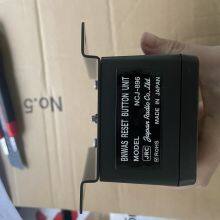 No.5
BNWAS RESET BUTTON UNIT
MODEL NCJ-896
JRC Japan Radio Co., Ltd.
RoHS MADE IN JAPAN